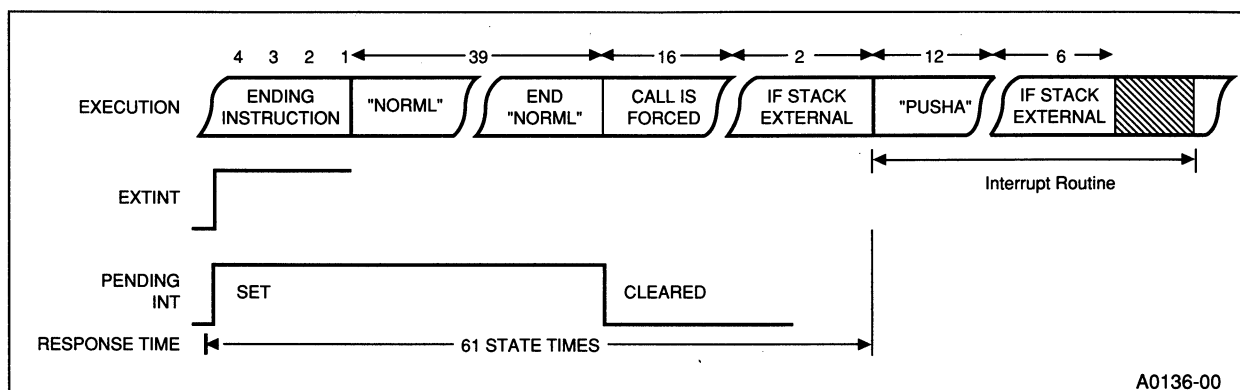 4 3 2 1 39 16 2 12 6
EXECUTION
ENDING
INSTRUCTION
"NORML"
END
"NORML"
CALL IS
FORCED
IF STACK
EXTERNAL
"PUSHA"
IF STACK
EXTERNAL
Interrupt Routine
EXTINT
PENDING
INT
SET
CLEARED
RESPONSE TIME
61 STATE TIMES
A0136-00